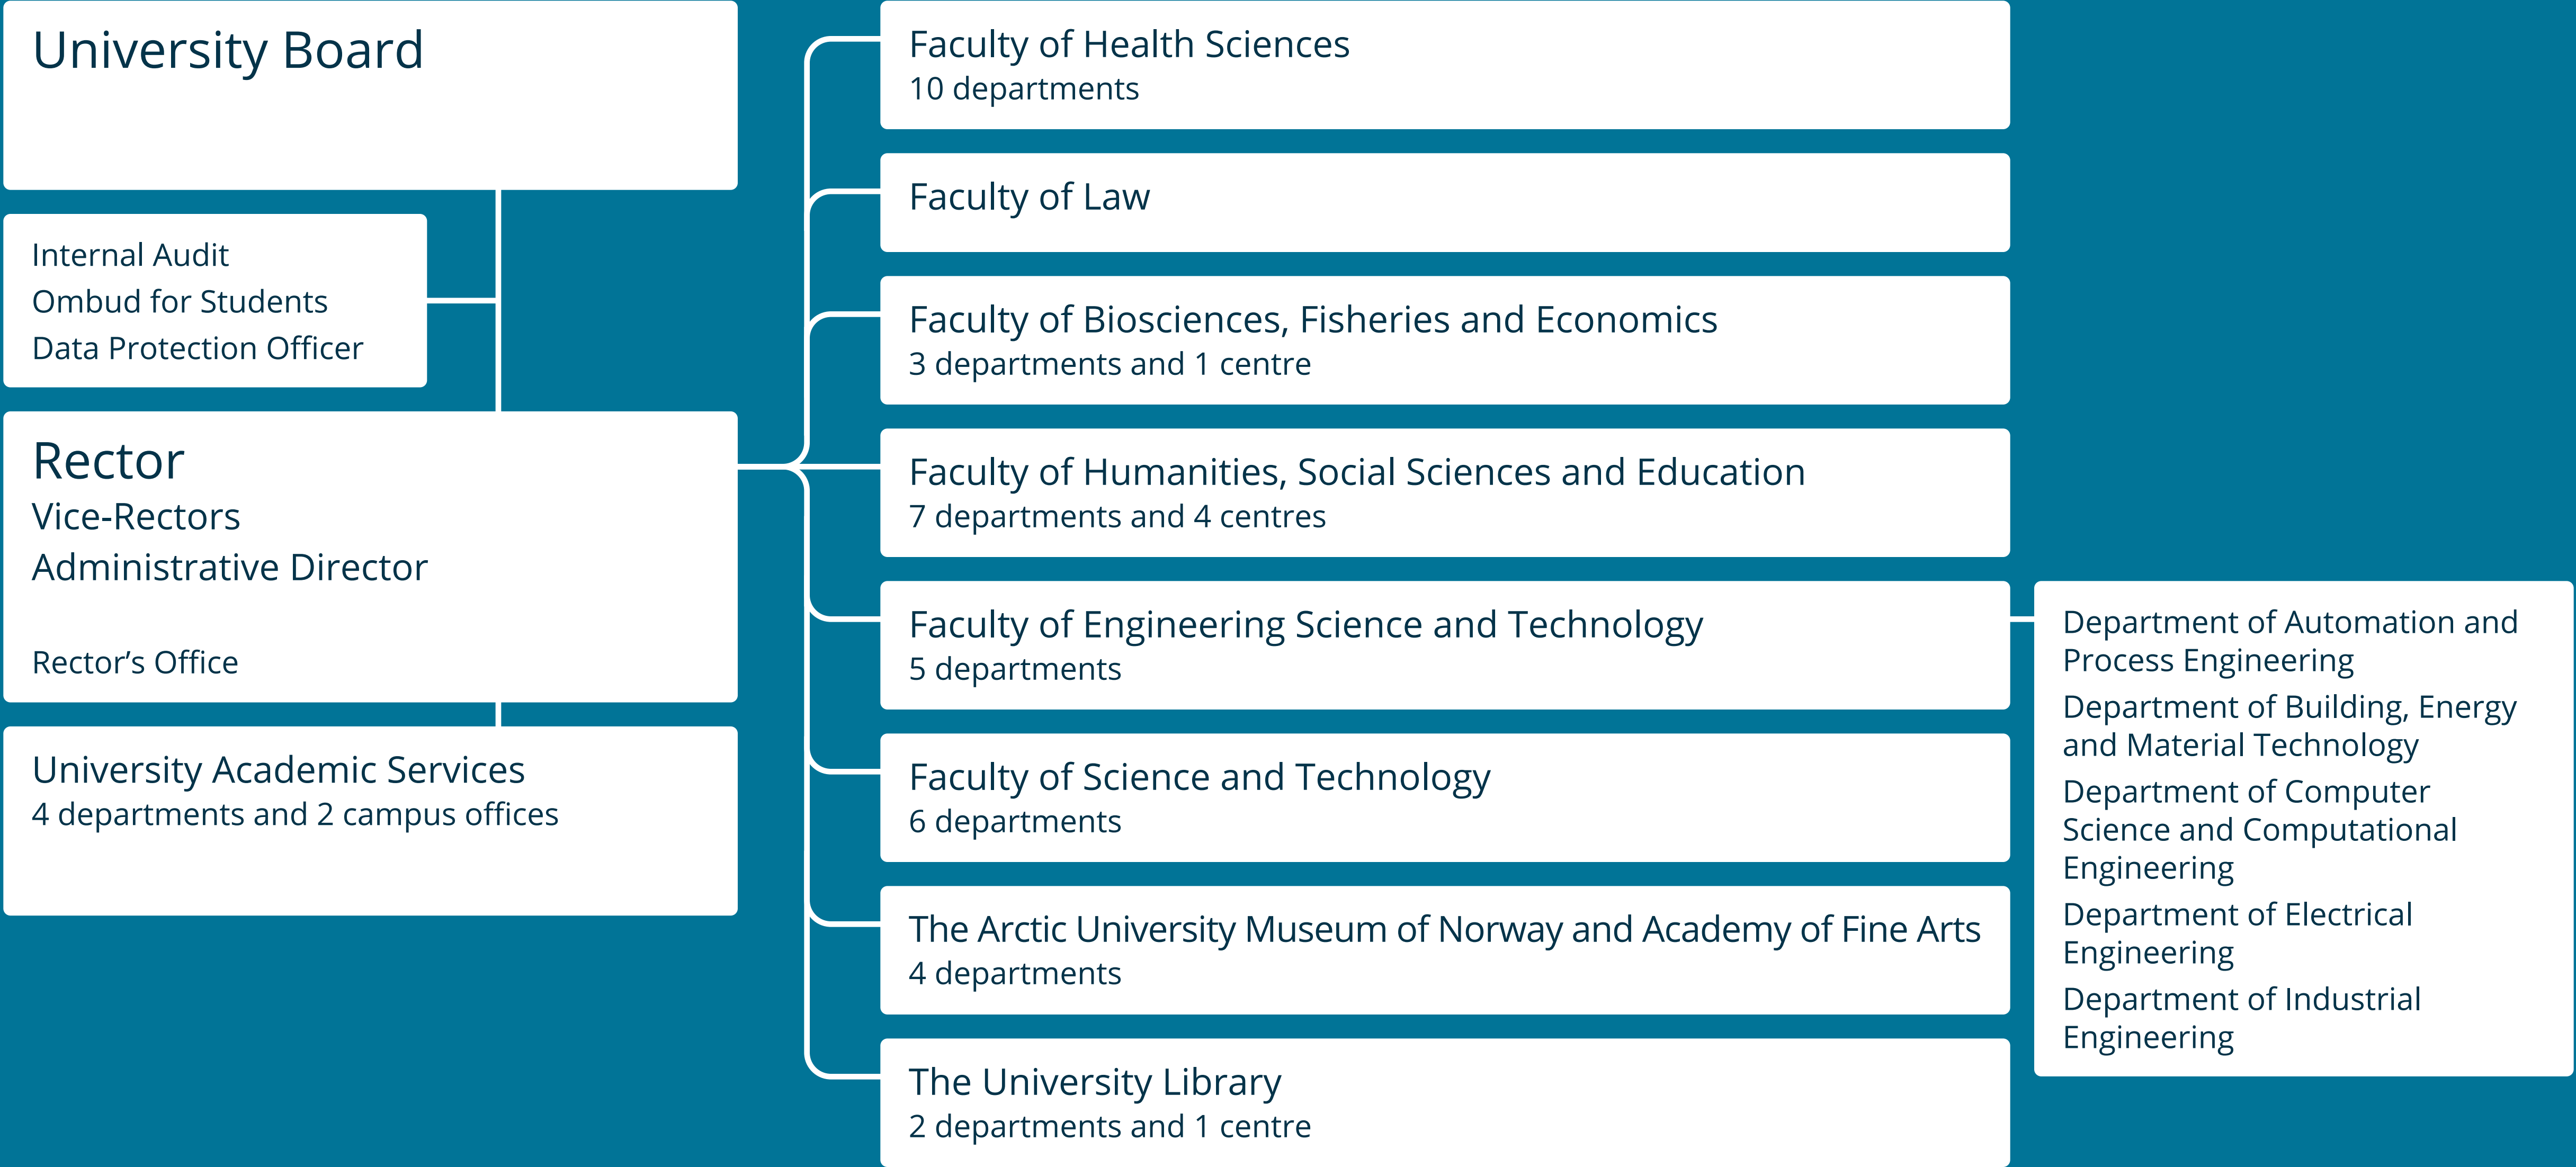 University Board
Internal Audit
Ombud for Students
Data Protection Officer
Rector
Vice-Rectors
Administrative Director
Rector’s Office
University Academic Services
4 departments and 2 campus offices
Faculty of Health Sciences
10 departments
Faculty of Law
Faculty of Biosciences, Fisheries and Economics
3 departments and 1 centre
Faculty of Humanities, Social Sciences and Education
7 departments and 4 centres
Faculty of Engineering Science and Technology
5 departments
Faculty of Science and Technology
6 departments
The Arctic University Museum of Norway and Academy of Fine Arts
4 departments
The University Library
2 departments and 1 centre
Department of Automation and
Process Engineering
Department of Building, Energy
and Material Technology
Department of Computer
Science and Computational
Engineering
Department of Electrical
Engineering
Department of Industrial
Engineering